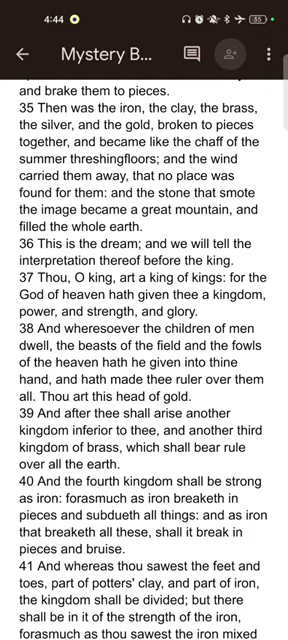 4:44
35
Mystery B...
and brake them to pieces.
35 Then was the iron, the clay, the brass,
the silver, and the gold, broken to pieces
together, and became like the chaff of the
summer threshingfloors; and the wind
carried them away, that no place was
found for them: and the stone that smote
the image became a great mountain, and
filled the whole earth.
36 This is the dream; and we will tell the
interpretation thereof before the king.
37 Thou, O king, art a king of kings: for the
God of heaven hath given thee a kingdom,
power, and strength, and glory.
38 And wheresoever the children of men
dwell, the beasts of the field and the fowls
of the heaven hath he given into thine
hand, and hath made thee ruler over them
all. Thou art this head of gold.
39 And after thee shall arise another
kingdom inferior to thee, and another third
kingdom of brass, which shall bear rule
over all the earth.
40 And the fourth kingdom shall be strong
as iron: forasmuch as iron breaketh in
pieces and subdueth all things: and as iron
that breaketh all these, shall it break in
pieces and bruise.
41 And whereas thou sawest the feet and
toes, part of potters' clay, and part of iron,
the kingdom shall be divided; but there
shall be in it of the strength of the iron,
forasmuch as thou sawest the iron mixed